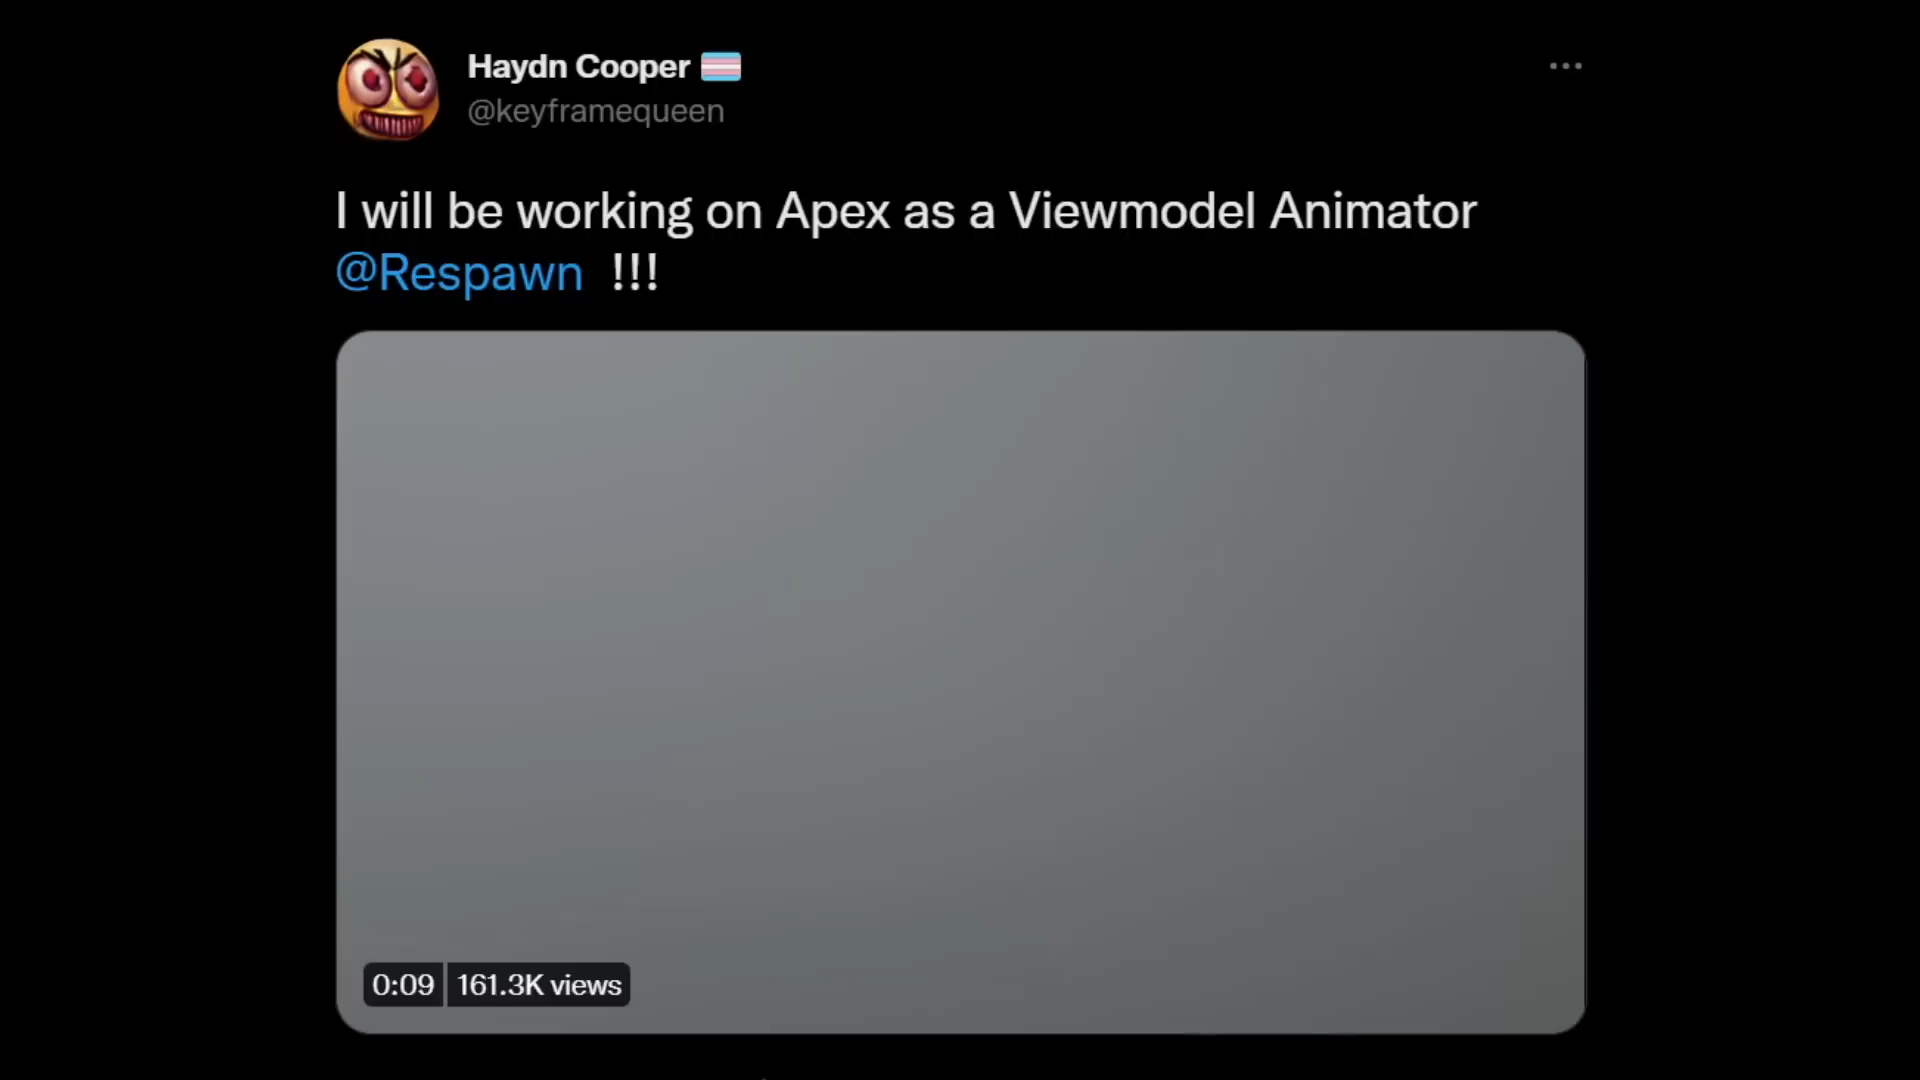 Haydn Cooper
@keyframequeen
I will be working on Apex as a Viewmodel Animator
@Respawn !!!
0:09 161.3K views